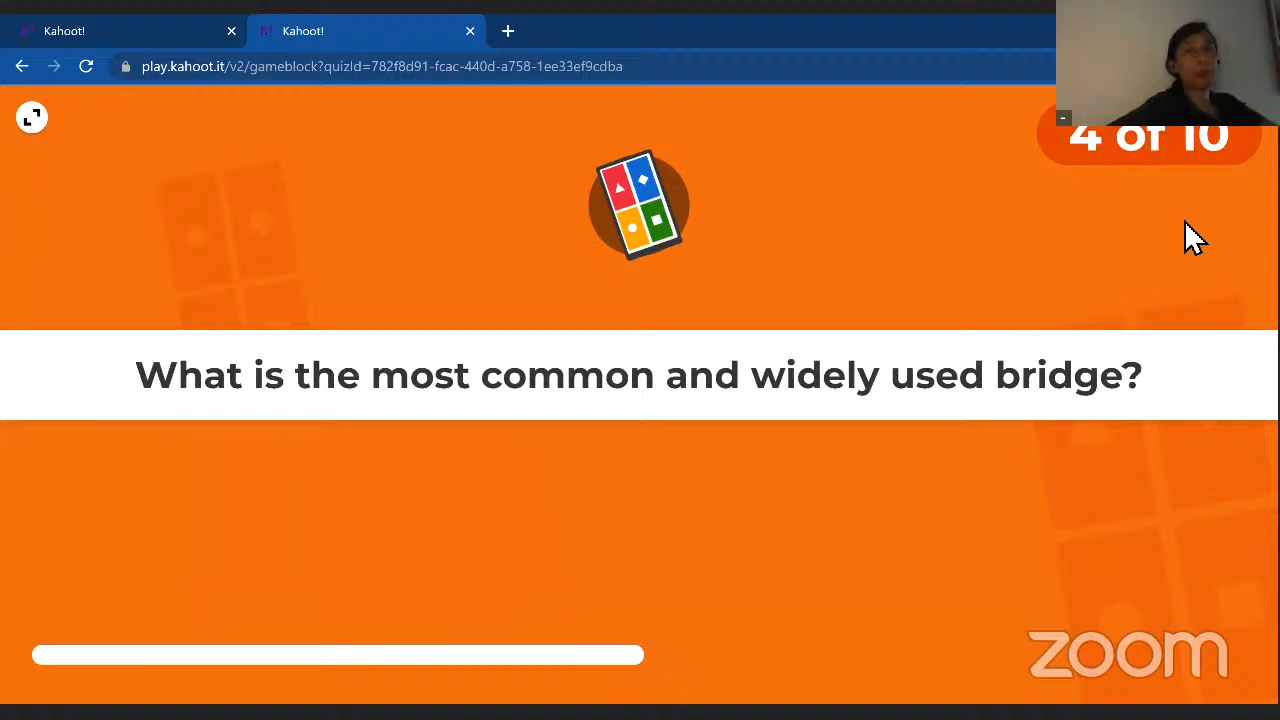 Kahoot!
Kahoot!
play.kahoot.it/v2/gameblock?quizId=782f8d91-fcac-440d-a758-1ee33ef9cdba
4 of 10
What is the most common and widely used bridge?
zoom